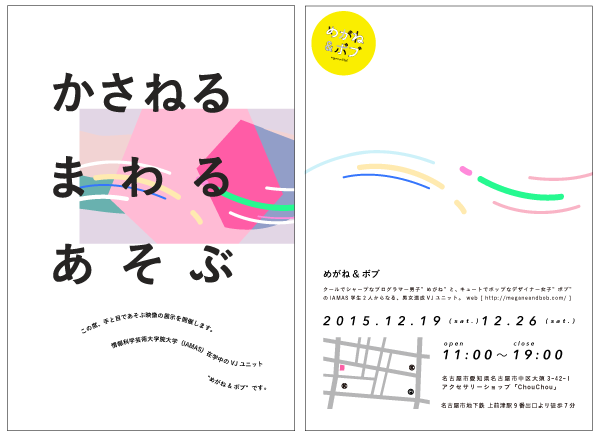 かさねる
まわる
あそぶ
この度、手と目であそぶ映像の展示を開催します。
情報科学芸術大学院大学 (IAMAS) 在学中の VJ ユニット
"めがね & ボブ" です。
めがね
&ボブ
めがね & ボブ
クールでシャープなプログラマー男子" めがね" と、キュートでポップなデザイナー女子" ボブ"
の IAMAS 学生 2 人からなる、男女混成 VJ ユニット。 web [ http://meganeandbob.com/ ]
2015.12.19 (sat.) 12.26 (sat.)
open close
11:00〜19:00
名古屋市愛知県名古屋市中区大須 3-42-1
アクセサリーショップ「ChouChou」
名古屋市地下鉄 上前津駅 9 番出口より徒歩 7 分